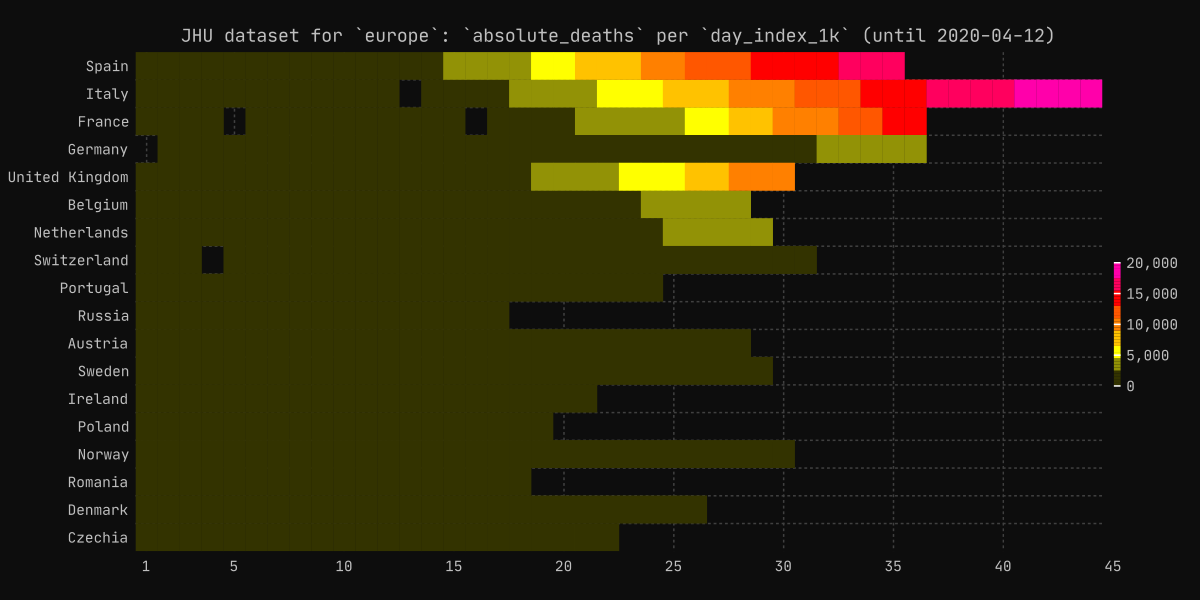 JHU dataset for `europe`: `absolute_deaths` per `day_index_1k` (until 2020-04-12)
Spain
Italy
France
Germany
United Kingdom
Belgium
Netherlands
Switzerland
Portugal
Russia
Austria
Sweden
Ireland
Poland
Norway
Romania
Denmark
Czechia
1 5 10 15 20 25 30 35 40 45
20,000
15,000
10,000
5,000
0